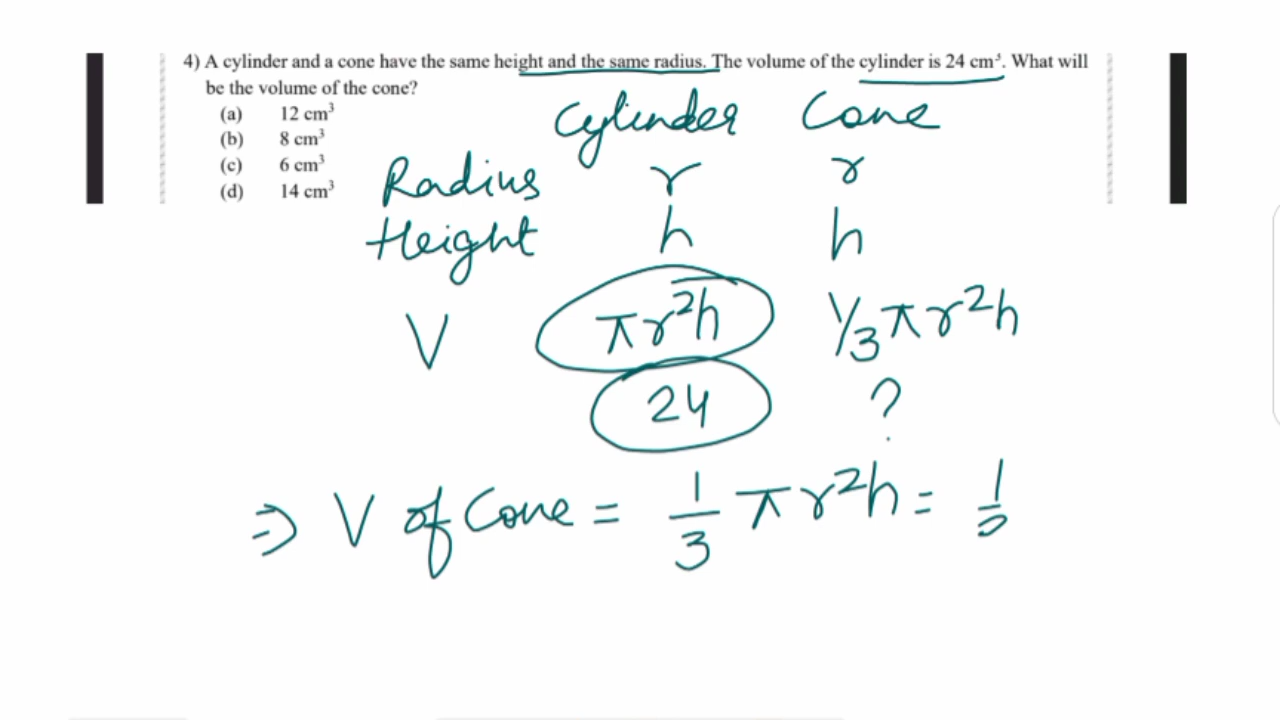 4) A cylinder and a cone have the same height and the same radius. The volume of the cylinder is 24 cm³. What will
be the volume of the cone?
(a) 12 cm³
(b) 8 cm³
(c) 6 cm³
(d) 14 cm³
Cylinder Cone
Radius r r
Height h h
V πr²h 1/3πr²h
24 ?
⇒ V of Cone = 1/3 πr²h = 1